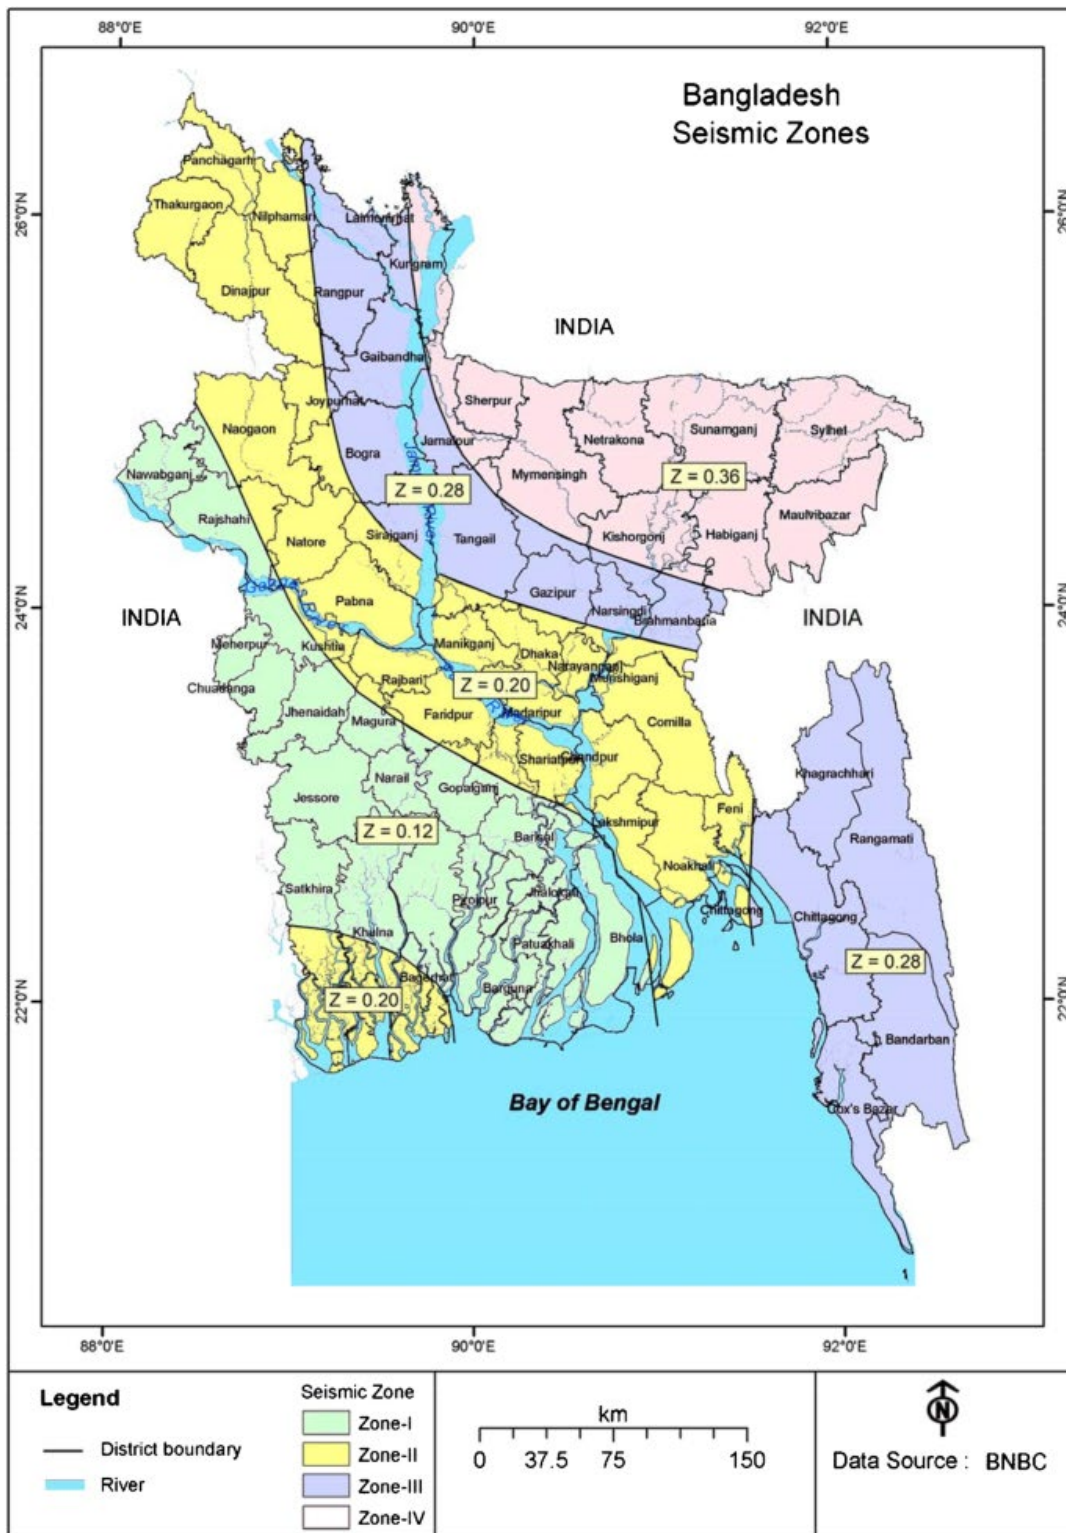 88°0'E 90°0'E 92°0'E
Bangladesh
Seismic Zones
26°0'N
26°0'N
Panchagarh
Thakurgaon
Nilphamari
Dinajpur
Rangpur
INDIA
Gaibandha
Joypurhat
Sherpur
Naogaon
Netrakona
Sunamganj
Sylhet
Bogra
Nawabganj
Mymensingh
Z = 0.36
Z = 0.28
Rajshahi
Maulvibazar
Habiganj
Kishorgonj
Sirajganj
Tangail
Natore
24°0'N
24°0'N
Gazipur
Pabna
Narsingdi
INDIA
INDIA
Meherpur
Kushtia
Manikganj
Dhaka
Chuadanga
Rajbari
Z = 0.20
Jhenaidah
Magura
Faridpur
Madaripur
Comilla
Khagrachhari
Narail
Gopalganj
Jessore
Feni
Z = 0.12
Lakshmipur
Barisal
Rangamati
Noakhali
Satkhira
Pirojpur
Chittagong
Chittagong
Khulna
Patuakhali
Bhola
Z = 0.28
Barguna
Z = 0.20
22°0'N
22°0'N
Bandarban
Bay of Bengal
Cox's Bazar
88°0'E 90°0'E 92°0'E
Legend
District boundary
River
Seismic Zone
Zone-I
Zone-II
Zone-III
Zone-IV
km
0 37.5 75 150
N
Data Source : BNBC